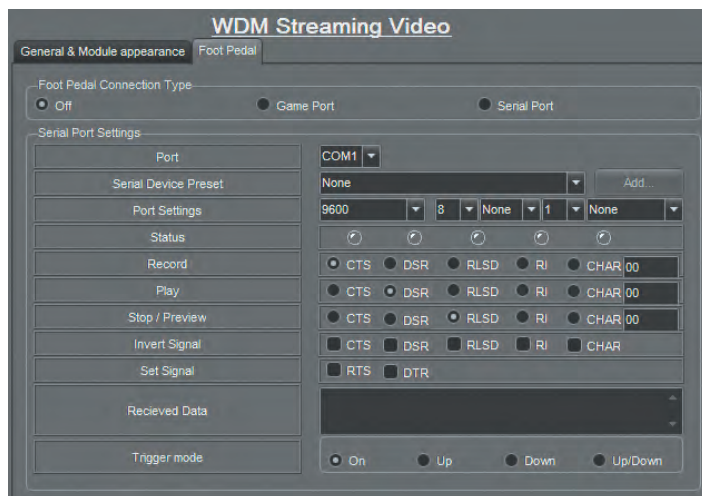 WDM Streaming Video
General & Module appearance Foot Pedal
Foot Pedal Connection Type
Off Game Port Serial Port
Serial Port Settings
Port COM1
Serial Device Preset None Add...
Port Settings 9600 8 None 1 None
Status
Record CTS DSR RLSD RI CHAR 00
Play CTS DSR RLSD RI CHAR 00
Stop / Preview CTS DSR RLSD RI CHAR 00
Invert Signal CTS DSR RLSD RI CHAR
Set Signal RTS DTR
Recieved Data
Trigger mode On Up Down Up/Down